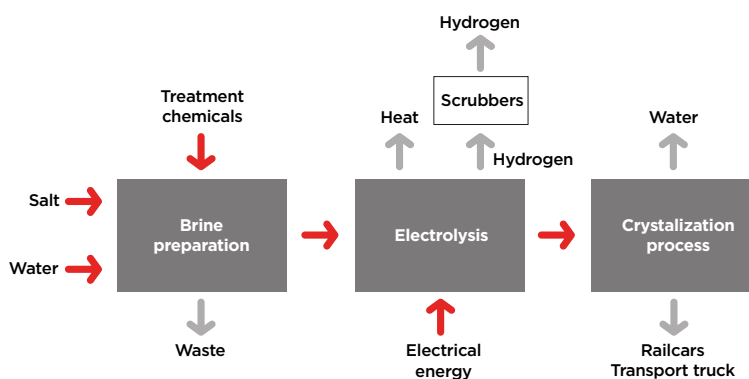 Hydrogen
Scrubbers
Treatment
chemicals
Heat
Water
Hydrogen
Salt
Brine
preparation
Electrolysis
Crystalization
process
Water
Waste
Electrical
energy
Railcars
Transport truck